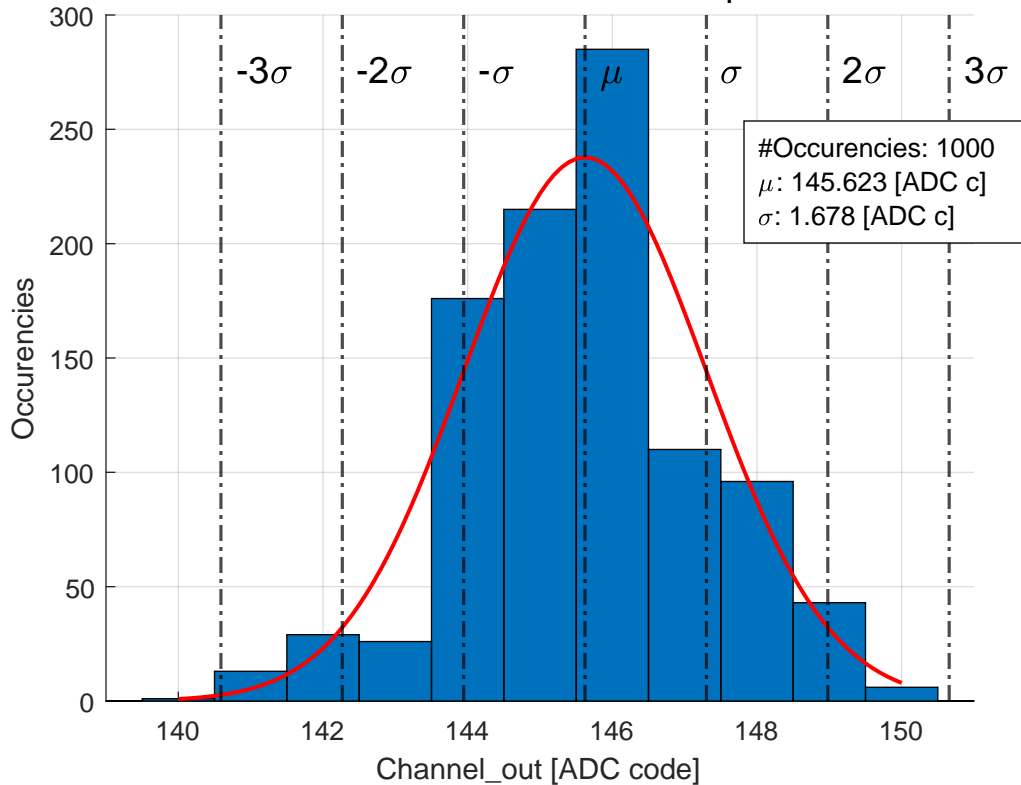 300
250
200
150
100
50
0
Occurencies
-3σ
-2σ
-σ
μ
σ
2σ
3σ
#Occurencies: 1000
μ: 145.623 [ADC c]
σ: 1.678 [ADC c]
140
142
144
146
148
150
Channel_out [ADC code]